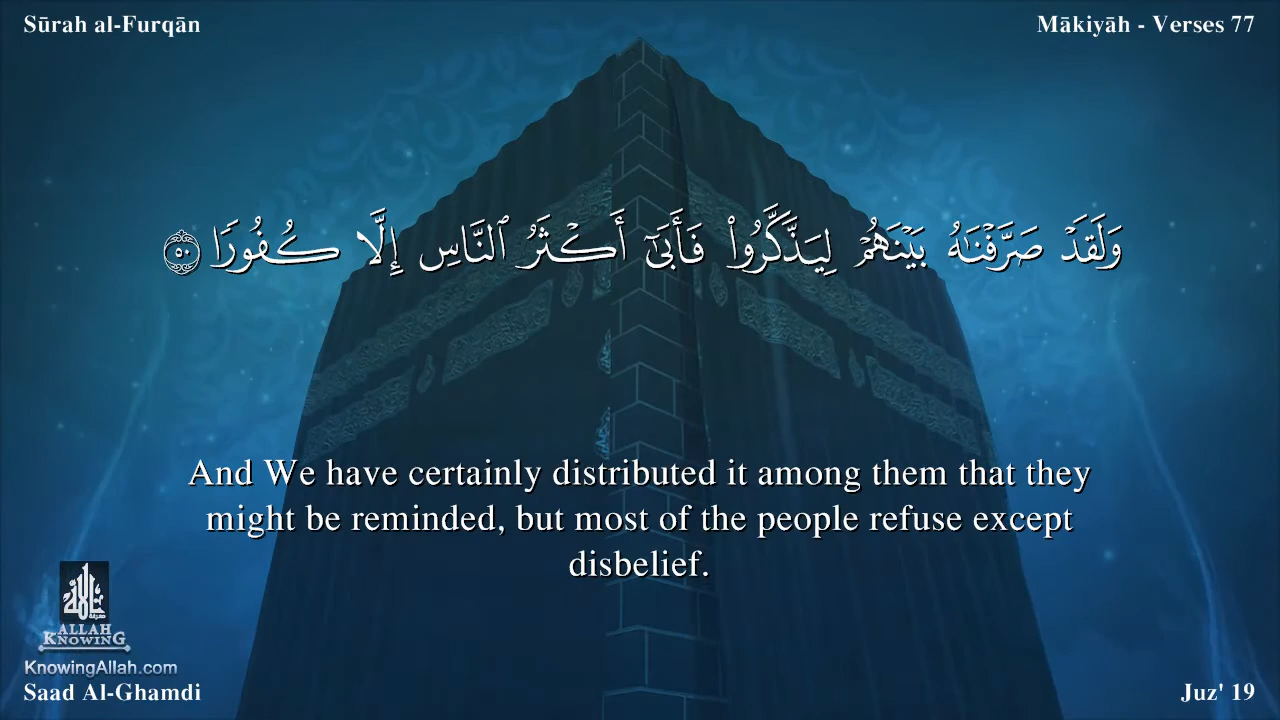 Sūrah al-Furqān
Mākiyāh - Verses 77
وَلَقَدْ صَرَّفْنَٰهُ بَيْنَهُمْ لِيَذَّكَّرُوا۟ فَأَبَىٰٓ أَكْثَرُ ٱلنَّاسِ إِلَّا كُفُورًا ٥٠
And We have certainly distributed it among them that they
might be reminded, but most of the people refuse except
disbelief.
ALLAH
KNOWING
KnowingAllah.com
Saad Al-Ghamdi
Juz' 19